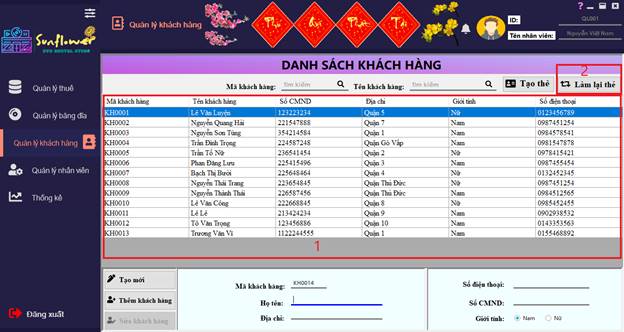 Quản lý khách hàng
Phát Lộc Phát Tài
? — ×
ID:
QL001
Tên nhân viên:
Nguyễn Việt Nam
Sunflower
DVD RENTAL STORE
Quản lý thuê
Quản lý băng đĩa
Quản lý khách hàng
Quản lý nhân viên
Thống kê
Đăng xuất
DANH SÁCH KHÁCH HÀNG
2
Mã khách hàng: tìm kiếm Tên khách hàng: tìm kiếm Tạo thẻ Làm lại thẻ
Mã khách hàng Tên khách hàng Số CMND Địa chỉ Giới tính Số điện thoại
KH0001 Lê Văn Luyện 123223234 Quận 5 Nữ 0123456789
KH0002 Nguyễn Quang Hải 221547888 Quận 7 Nam 0987451254
KH0003 Nguyễn Son Tùng 354214584 Quận 1 Nam 0984578541
KH0004 Trần Đình Trọng 224587248 Quận Gò Vấp Nam 0981547878
KH0005 Trần Tố Nữ 236541454 Quận 2 Nữ 0978415421
KH0006 Phan Đăng Lưu 225415496 Quận 3 Nam 0987455454
KH0007 Bạch Thị Bưởi 225648464 Quận 4 Nữ 0132452345
KH0008 Nguyễn Thái Trang 223654845 Quận Thủ Đức Nữ 0987451254
KH0009 Nguyễn Thánh Thái 226587456 Quận Thủ Đức Nam 0984512565
KH0010 Lê Văn Công 222668845 Quận 8 Nữ 0987452455
KH0011 Lê Lê 213424234 Quận 9 Nam 0902938532
KH0012 Tô Văn Trọng 123456886 Quận 10 Nam 0143353563
KH0013 Trương Văn Vĩ 1122244555 Quận 1 Nam 0155468892
1
Tạo mới
Thêm khách hàng
Sửa khách hàng
Mã khách hàng: KH0014
Họ tên:
Địa chỉ:
Số điện thoại:
Số CMND:
Giới tính: Nam Nữ